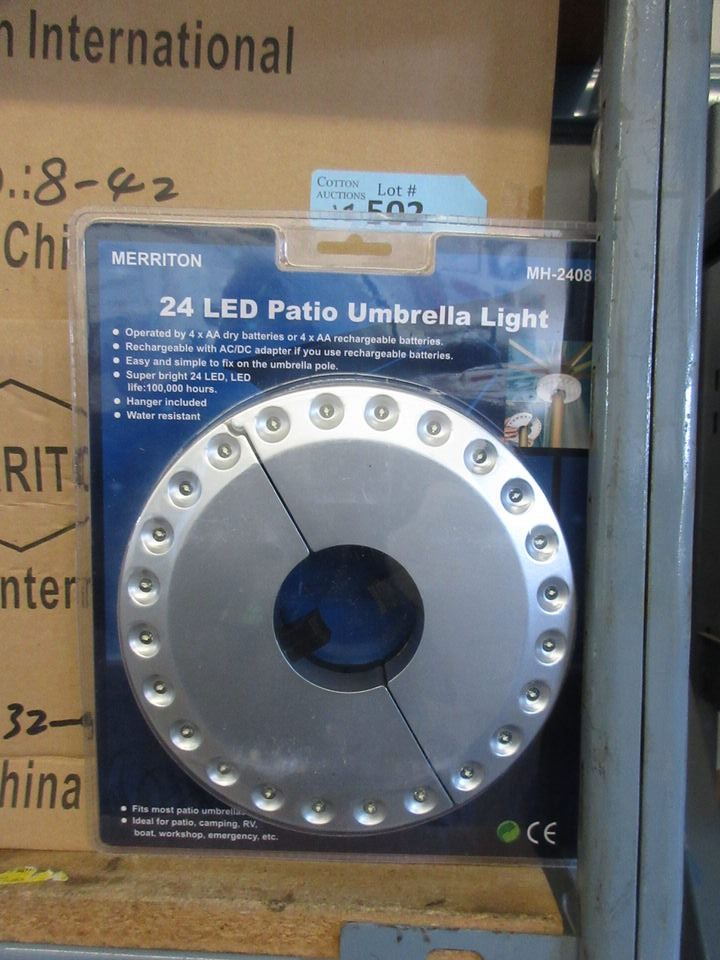 International
8-42
COTTON
AUCTIONS
Lot #
Chi
MERRITON
MH-2408
24 LED Patio Umbrella Light
• Operated by 4 x AA dry batteries or 4 x AA rechargeable batteries.
• Rechargeable with AC/DC adapter if you use rechargeable batteries.
• Easy and simple to fix on the umbrella pole.
• Super bright 24 LED, LED
life:100,000 hours.
• Hanger included
• Water resistant
RIT
nter
32-
hina
• Fits most patio umbrellas
• Ideal for patio, camping, RV,
boat, workshop, emergency, etc.
CE